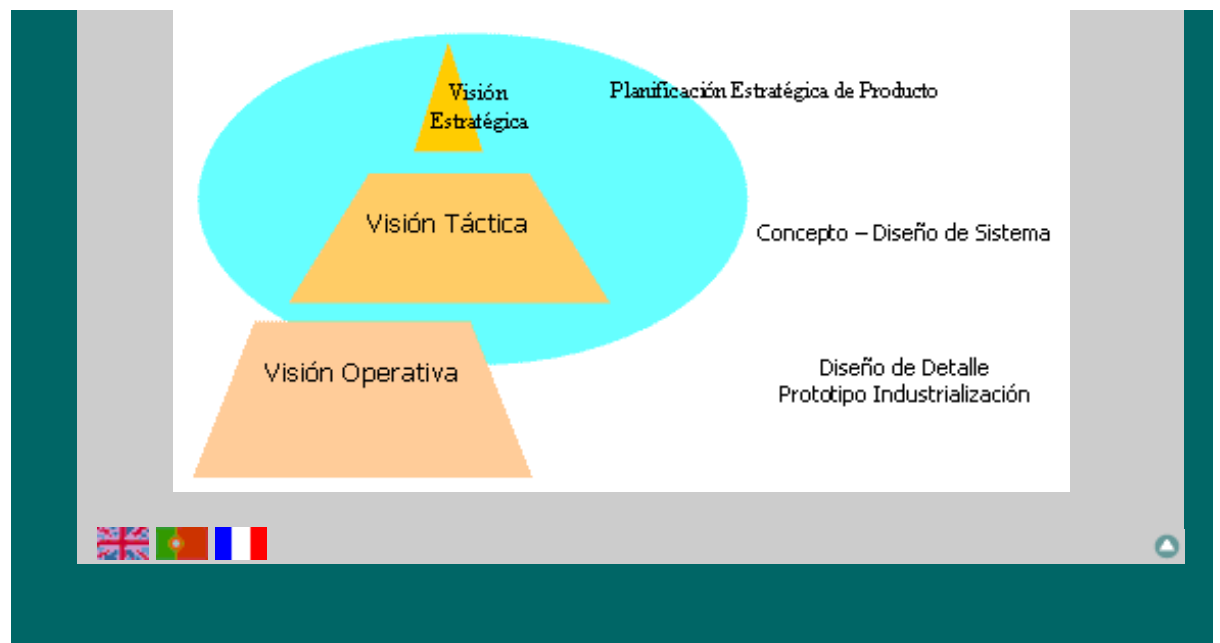 Visión
Estratégica
Planificación Estratégica de Producto
Visión Táctica
Concepto – Diseño de Sistema
Visión Operativa
Diseño de Detalle
Prototipo Industrialización